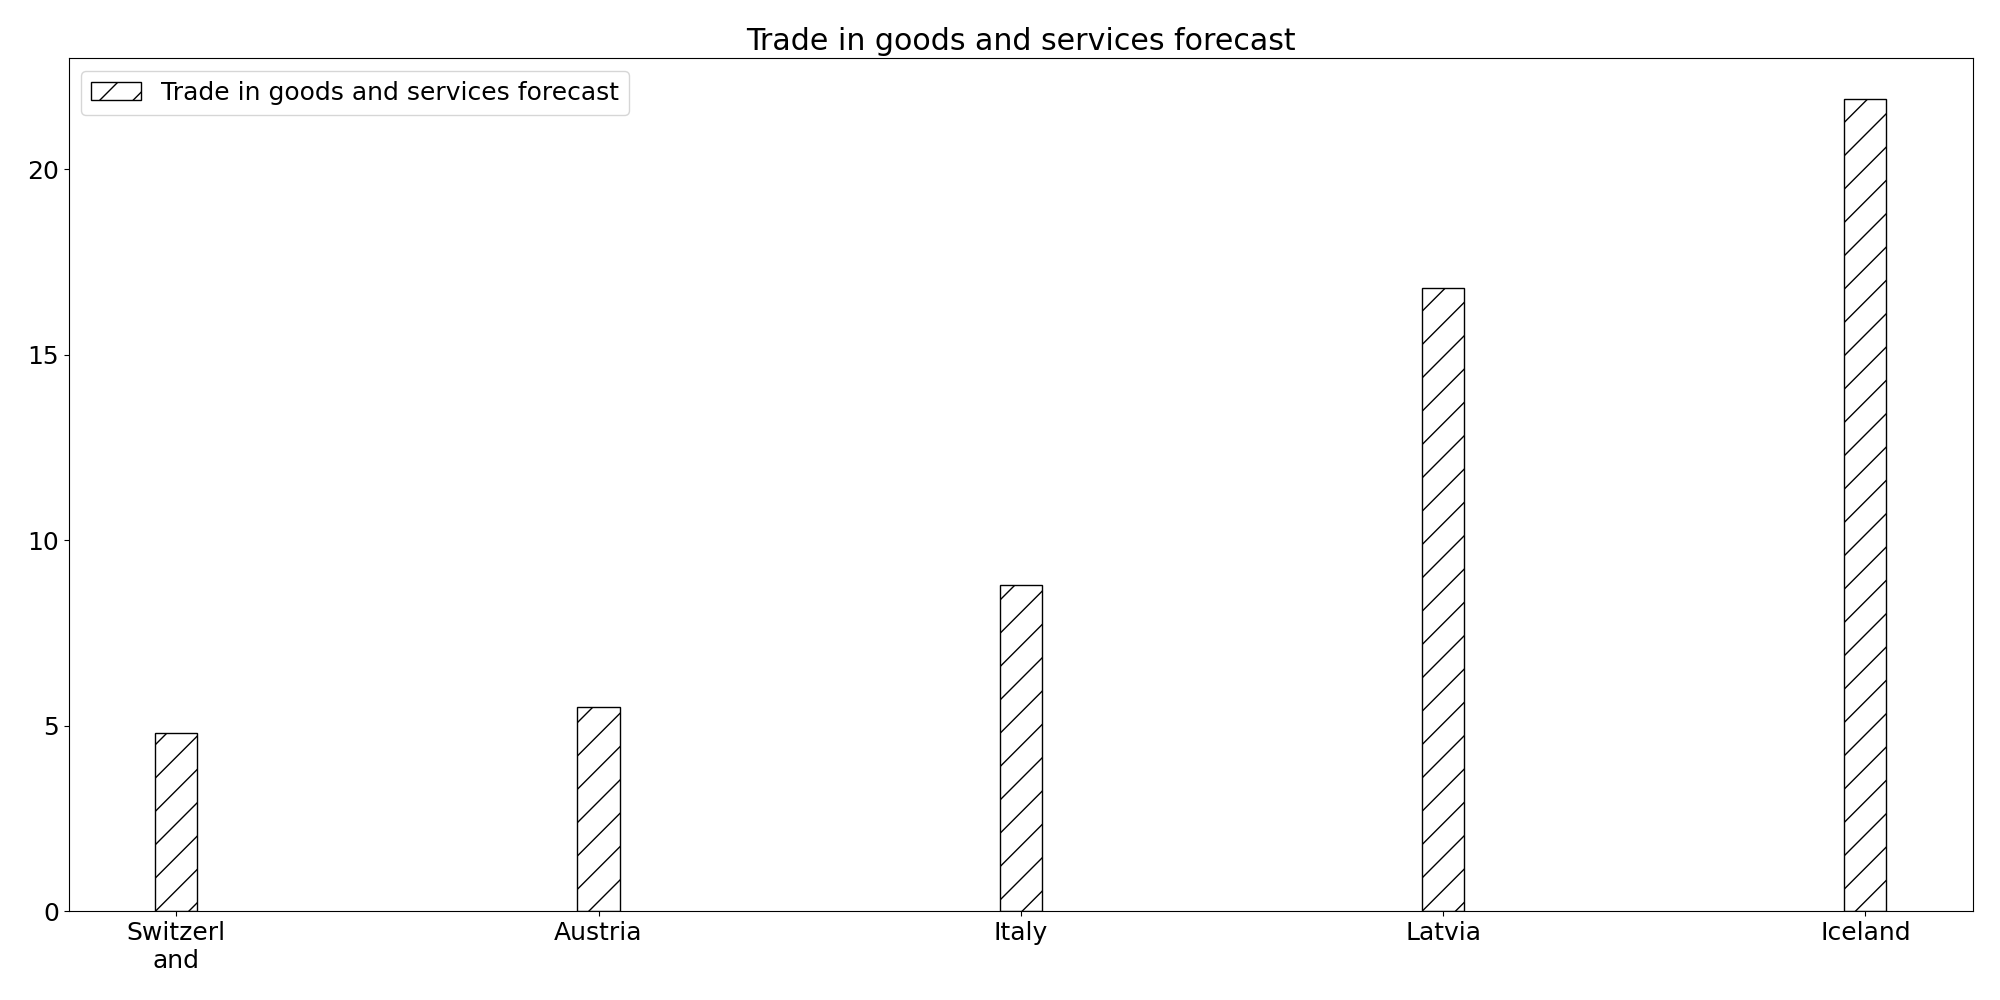 Trade in goods and services forecast
Trade in goods and services forecast
20
15
10
5
0
Switzerl
and
Austria
Italy
Latvia
Iceland